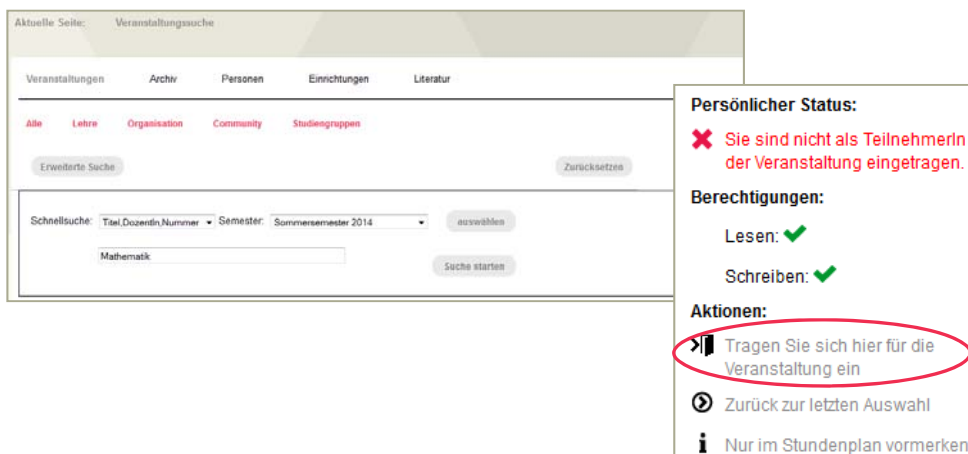 Aktuelle Seite: Veranstaltungssuche
Veranstaltungen Archiv Personen Einrichtungen Literatur
Alle Lehre Organisation Community Studiengruppen
Erweiterte Suche Zurücksetzen
Schnellsuche: Titel,DozentIn,Nummer Semester: Sommersemester 2014 auswählen
Mathematik
Suche starten
Persönlicher Status:
Sie sind nicht als TeilnehmerIn
der Veranstaltung eingetragen.
Berechtigungen:
Lesen:
Schreiben:
Aktionen:
Tragen Sie sich hier für die
Veranstaltung ein
Zurück zur letzten Auswahl
Nur im Stundenplan vormerken